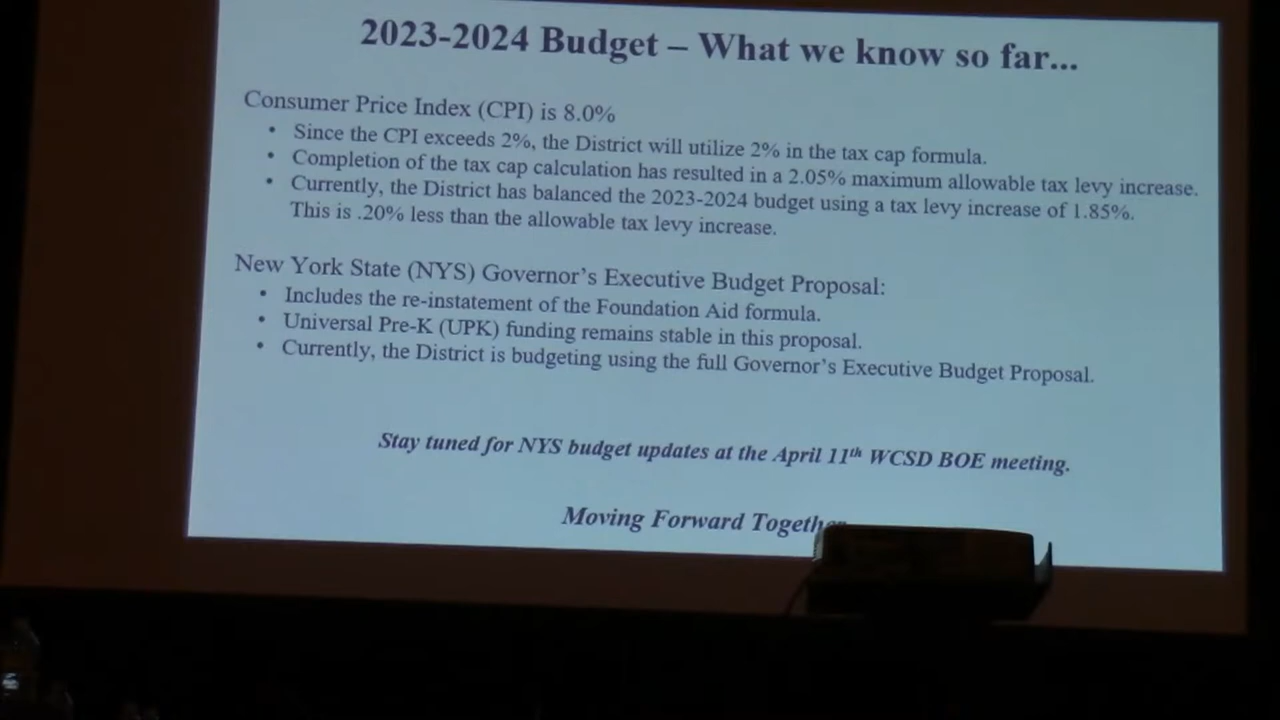 2023-2024 Budget – What we know so far...
Consumer Price Index (CPI) is 8.0%
• Since the CPI exceeds 2%, the District will utilize 2% in the tax cap formula.
• Completion of the tax cap calculation has resulted in a 2.05% maximum allowable tax levy increase.
• Currently, the District has balanced the 2023-2024 budget using a tax levy increase of 1.85%.
This is .20% less than the allowable tax levy increase.
New York State (NYS) Governor's Executive Budget Proposal:
• Includes the re-instatement of the Foundation Aid formula.
• Universal Pre-K (UPK) funding remains stable in this proposal.
• Currently, the District is budgeting using the full Governor's Executive Budget Proposal.
Stay tuned for NYS budget updates at the April 11th WCSD BOE meeting.
Moving Forward Together